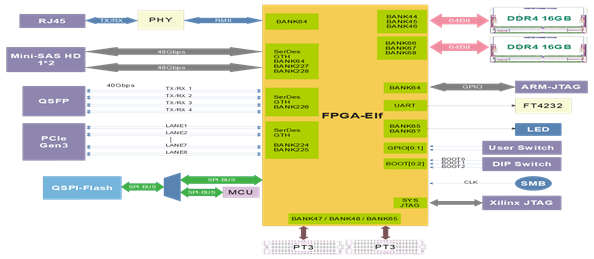 RJ45
TX/RX
PHY
RMII
BANK64
Mini-SAS HD
1*2
48Gbps
48Gbps
SerDes
GTH
BANK64
BANK227
BANK228
QSFP
40Gbps
TX/RX 1
TX/RX 2
TX/RX 3
TX/RX 4
SerDes
GTH
BANK226
PCIe
Gen3
LANE1
LANE2
LANE7
LANE8
SerDes
GTH
BANK224
BANK225
QSPI-Flash
SPI-BUS
SPI-BUS
SPI-BUS
MCU
FPGA-Elf
BANK44
BANK45
BANK46
64Bit
DDR4 16GB
BANK66
BANK67
BANK68
64Bit
DDR4 16GB
BANK64
GPIO
ARM-JTAG
UART
FT4232
BANK65
BANK67
LED
GPIO[0:1]
User Switch
BOOT[0:2]
BOOT0
BOOT1
BOOT2
DIP Switch
CLK
SMB
SYS
JTAG
Xilinx JTAG
BANK47 / BANK48 / BANK65
PT3
PT3